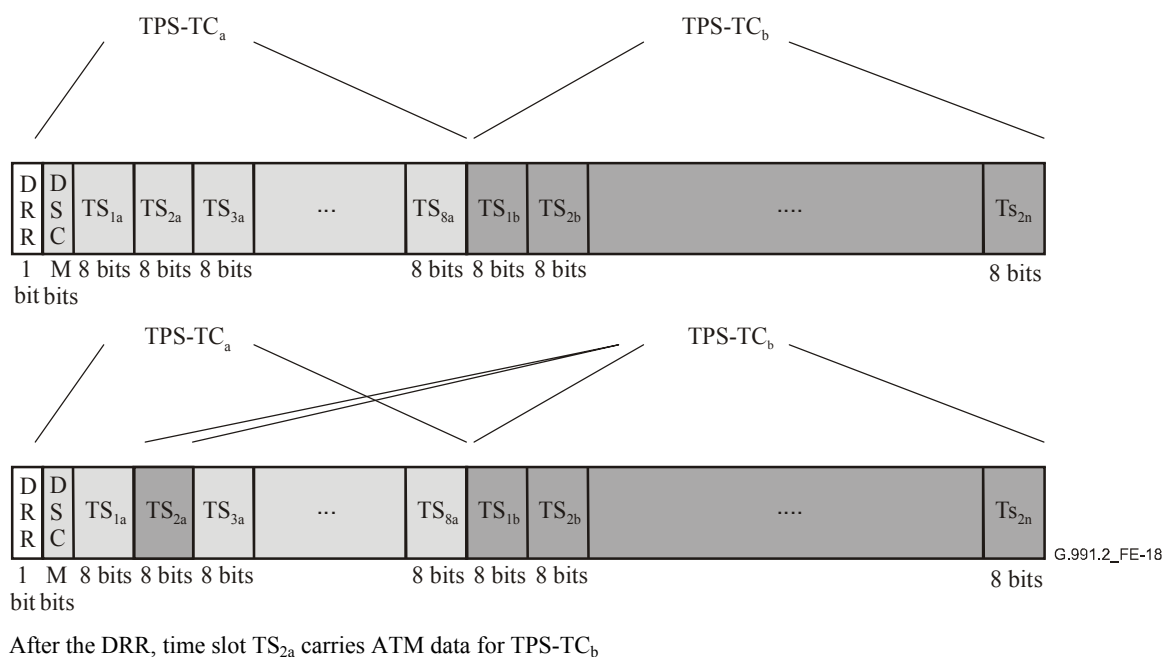 TPS-TCa TPS-TCb
D R R D S C TS1a TS2a TS3a ... TS8a TS1b TS2b .... Ts2n
1 bit M bits 8 bits 8 bits 8 bits 8 bits 8 bits 8 bits 8 bits
TPS-TCa TPS-TCb
D R R D S C TS1a TS2a TS3a ... TS8a TS1b TS2b .... Ts2n
G.991.2_FE-18
1 bit M bits 8 bits 8 bits 8 bits 8 bits 8 bits 8 bits 8 bits
After the DRR, time slot TS2a carries ATM data for TPS-TCb